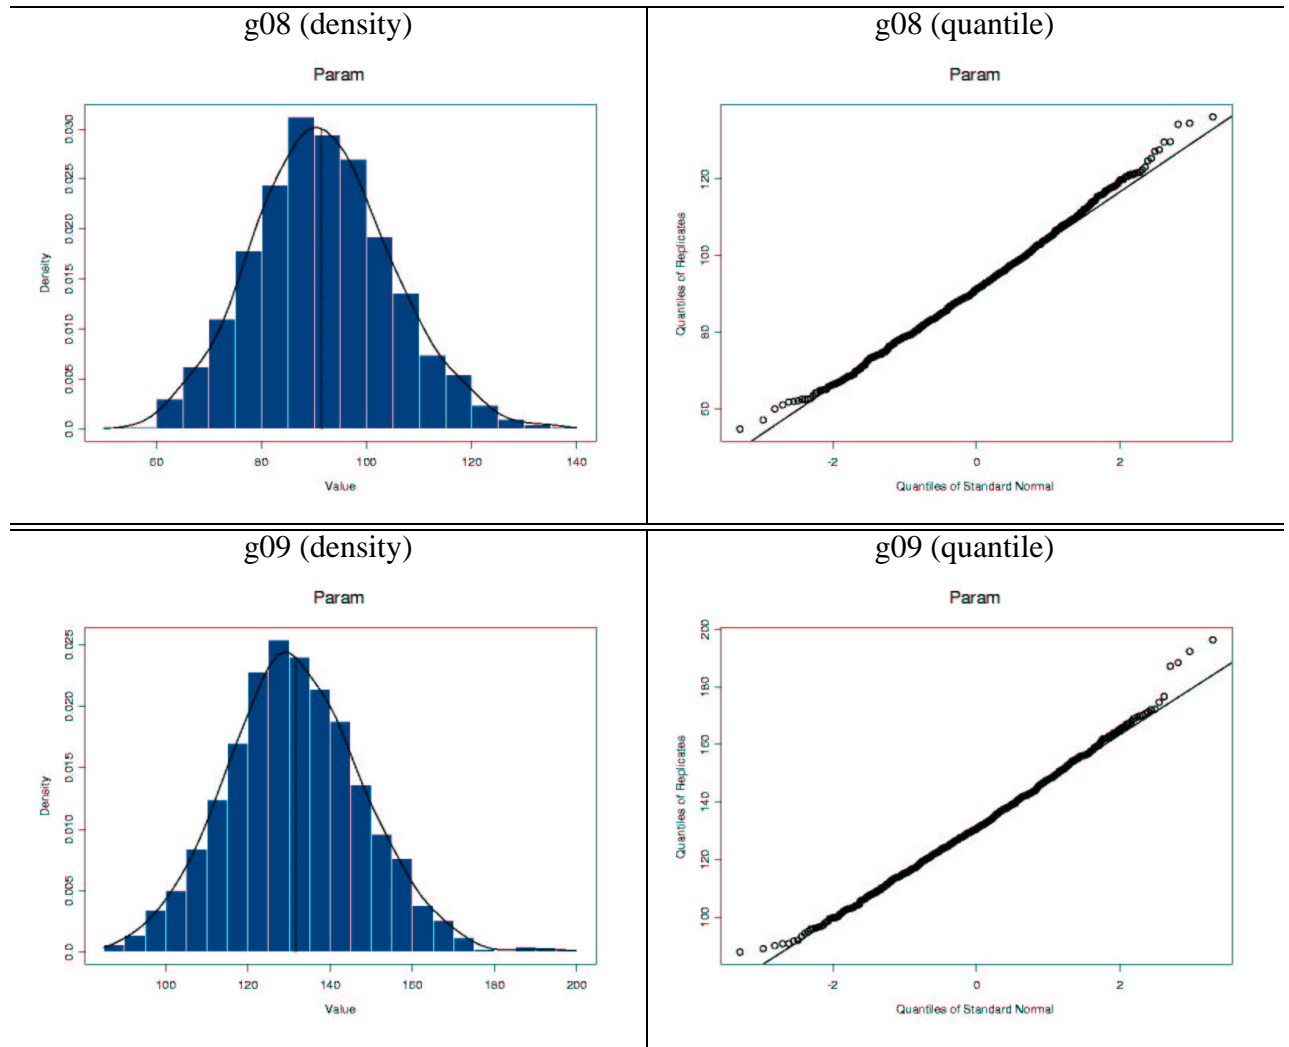 g08 (density)
Param
Density
0.0
0.005
0.010
0.015
0.020
0.025
0.030
60
80
100
120
140
Value
g08 (quantile)
Param
Quantiles of Replicates
60
80
100
120
-2
0
2
Quantiles of Standard Normal
g09 (density)
Param
Density
0.0
0.005
0.010
0.015
0.020
0.025
100
120
140
160
180
200
Value
g09 (quantile)
Param
Quantiles of Replicates
100
120
140
160
180
200
-2
0
2
Quantiles of Standard Normal